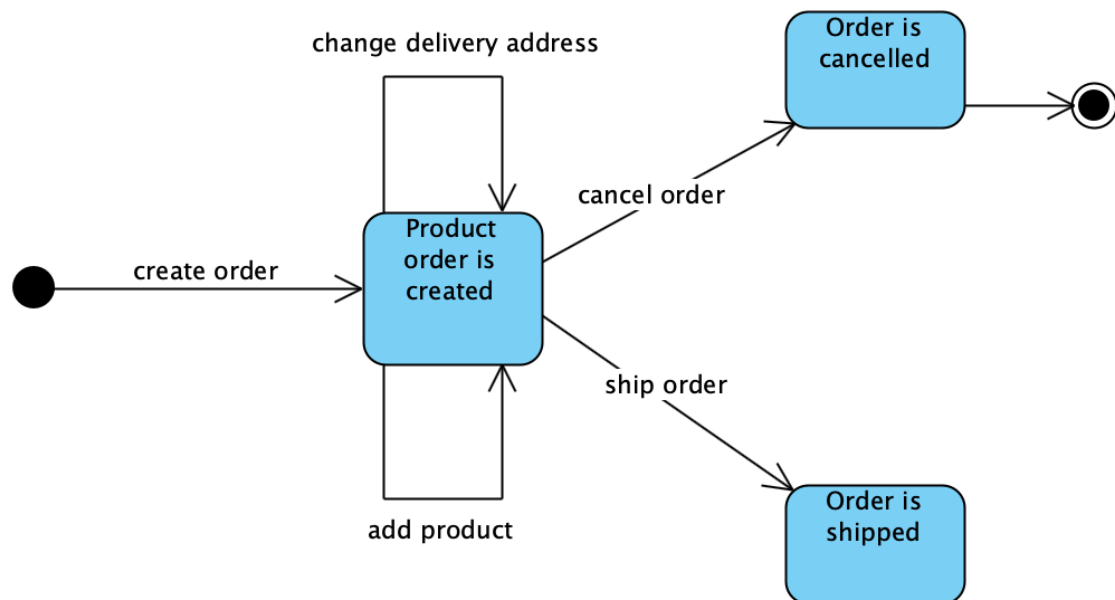 change delivery address
Order is
cancelled
cancel order
Product
order is
created
create order
ship order
Order is
shipped
add product